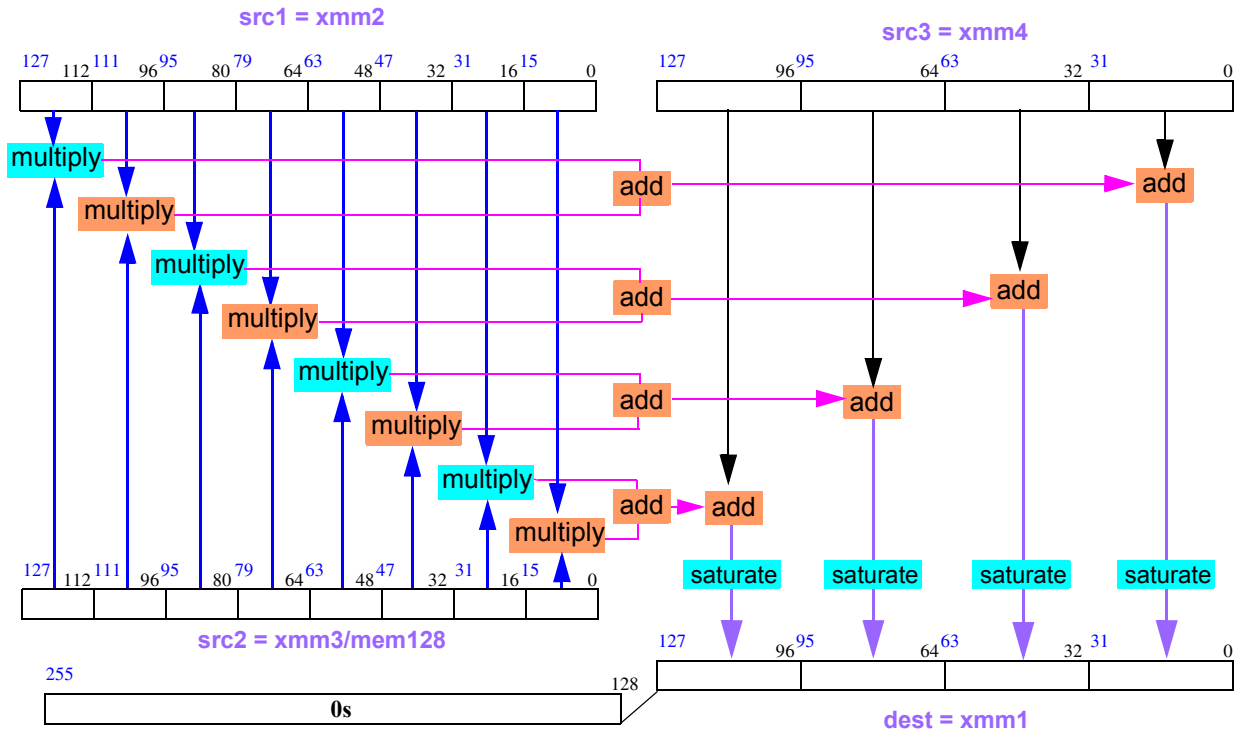 src1 = xmm2
src3 = xmm4
127 112 111 96 95 80 79 64 63 48 47 32 31 16 15 0
127 96 95 64 63 32 31 0
multiply
add
add
multiply
multiply
add
add
multiply
multiply
add
add
multiply
multiply
add
add
multiply
saturate
saturate
saturate
saturate
127 112 111 96 95 80 79 64 63 48 47 32 31 16 15 0
src2 = xmm3/mem128
127 96 95 64 63 32 31 0
255
128
0s
dest = xmm1